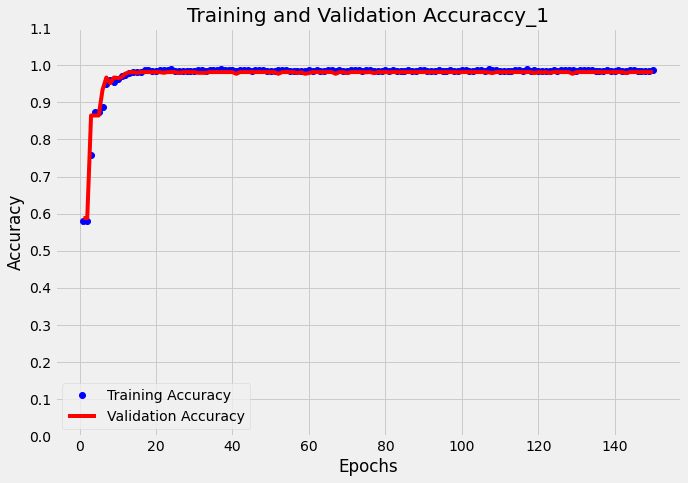 Training and Validation Accuraccy_1
1.1
1.0
0.9
0.8
0.7
0.6
0.5
0.4
0.3
0.2
0.1
0.0
Accuracy
Training Accuracy
Validation Accuracy
0 20 40 60 80 100 120 140
Epochs